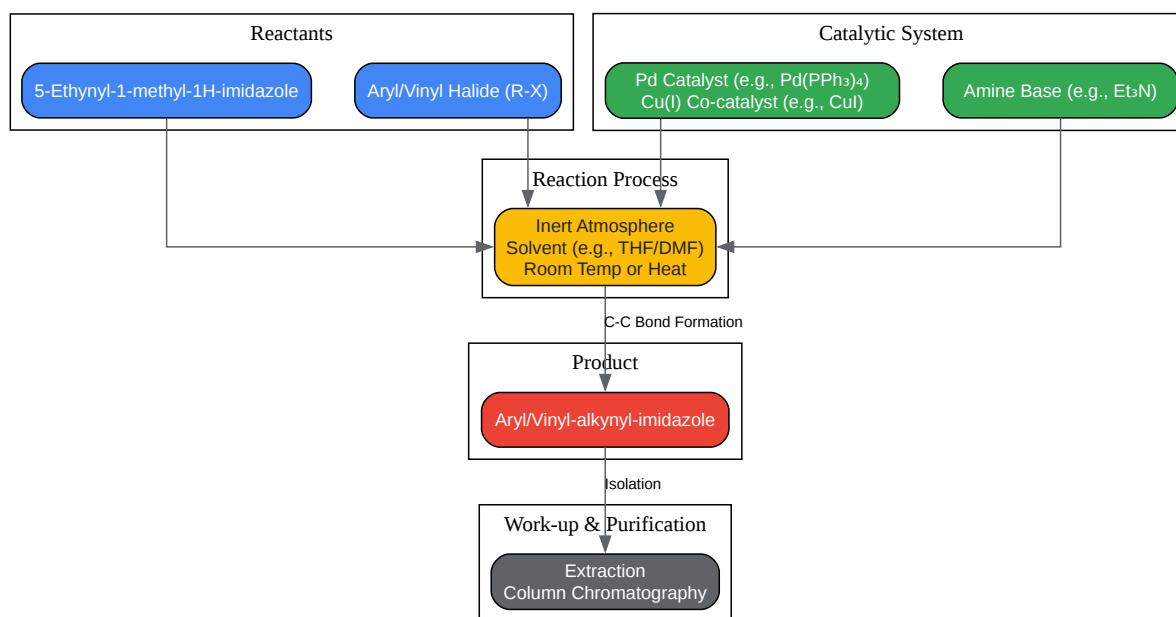 Reactants
Catalytic System
5-Ethynyl-1-methyl-1H-imidazole
Aryl/Vinyl Halide (R-X)
Pd Catalyst (e.g., Pd(PPh₃)₄)
Cu(I) Co-catalyst (e.g., CuI)
Amine Base (e.g., Et₃N)
Reaction Process
Inert Atmosphere
Solvent (e.g., THF/DMF)
Room Temp or Heat
C-C Bond Formation
Product
Aryl/Vinyl-alkynyl-imidazole
Isolation
Work-up & Purification
Extraction
Column Chromatography